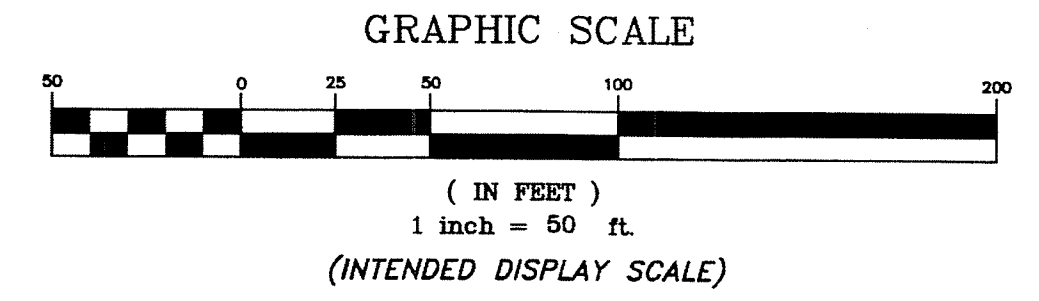 GRAPHIC SCALE
50 0 25 50 100 200
( IN FEET )
1 inch = 50 ft.
(INTENDED DISPLAY SCALE)